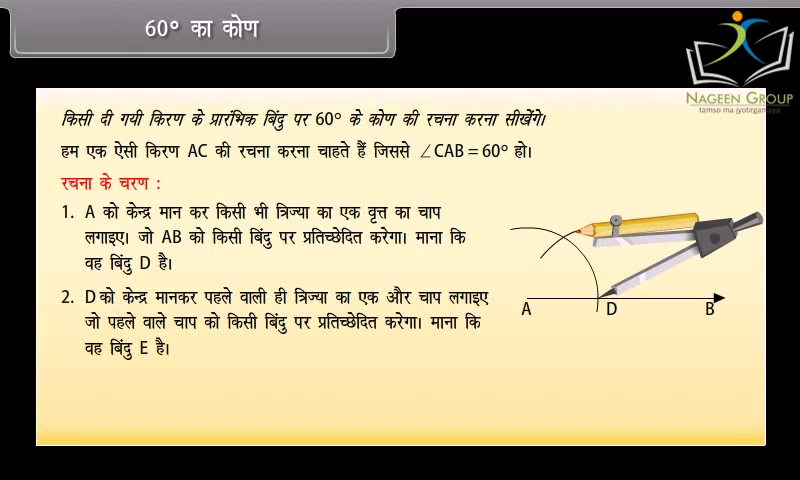 60° का कोण
NAGEEN GROUP
tamso ma jyotirgamaya
किसी दी गयी किरण के प्रारंभिक बिंदु पर 60° के कोण की रचना करना सीखेंगे।
हम एक ऐसी किरण AC की रचना करना चाहते हैं जिससे ∠CAB = 60° हो।
रचना के चरण :
1. A को केन्द्र मान कर किसी भी त्रिज्या का एक वृत्त का चाप
लगाइए। जो AB को किसी बिंदु पर प्रतिच्छेदित करेगा। माना कि
वह बिंदु D है।
2. D को केन्द्र मानकर पहले वाली ही त्रिज्या का एक और चाप लगाइए
जो पहले वाले चाप को किसी बिंदु पर प्रतिच्छेदित करेगा। माना कि
वह बिंदु E है।
A D B